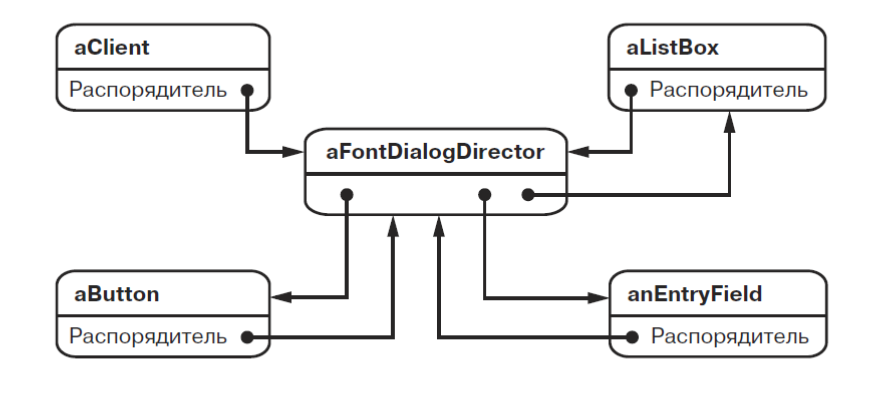 aClient
Распорядитель
aListBox
Распорядитель
aFontDialogDirector
aButton
Распорядитель
anEntryField
Распорядитель